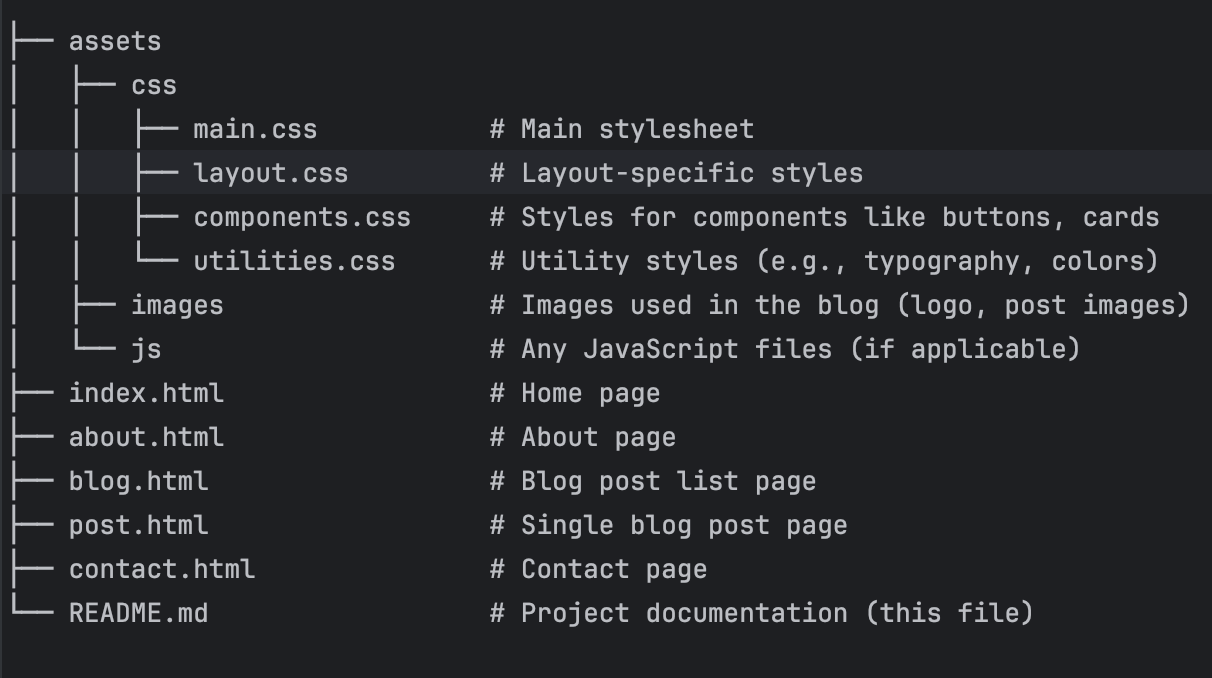 ├── assets
│   ├── css
│   │   ├── main.css           # Main stylesheet
│   │   ├── layout.css         # Layout-specific styles
│   │   ├── components.css     # Styles for components like buttons, cards
│   │   └── utilities.css      # Utility styles (e.g., typography, colors)
│   ├── images                 # Images used in the blog (logo, post images)
│   └── js                     # Any JavaScript files (if applicable)
├── index.html                 # Home page
├── about.html                 # About page
├── blog.html                  # Blog post list page
├── post.html                  # Single blog post page
├── contact.html               # Contact page
└── README.md                  # Project documentation (this file)